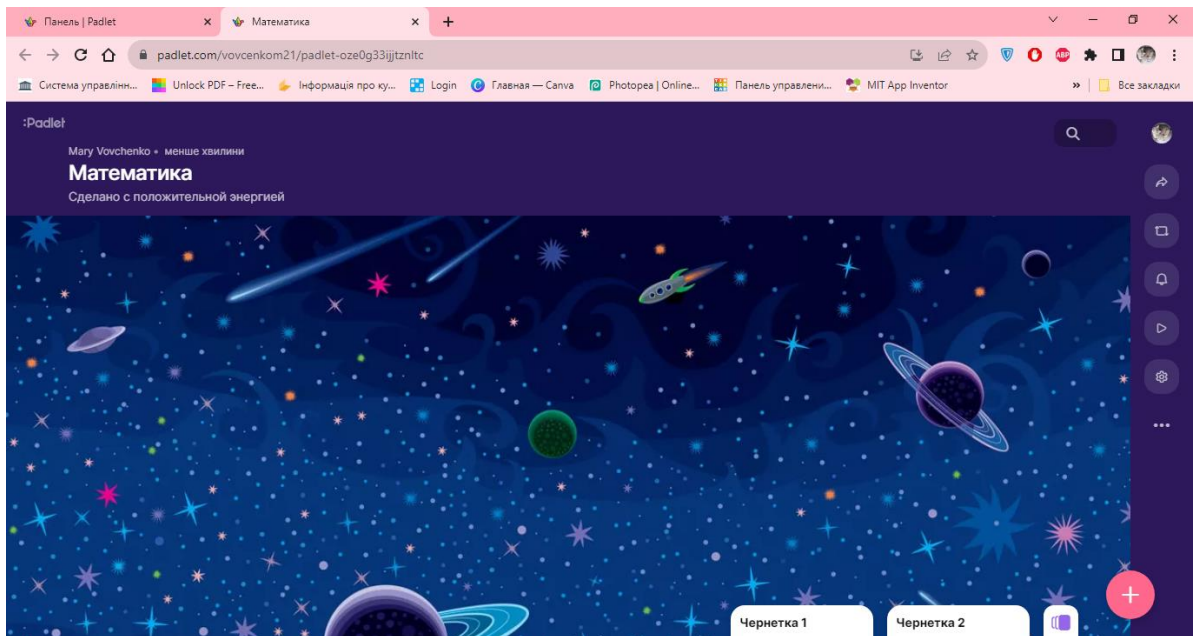 Панель | Padlet
Математика
padlet.com/vovcenkom21/padlet-oze0g33ijjtznltc
ABP
Система управлінн...
Unlock PDF – Free...
Інформація про ку...
Login
Главная — Canva
Photopea | Online...
Панель управлени...
MIT App Inventor
»
Все закладки
:Padlet
Mary Vovchenko • менше хвилини
Математика
Сделано с положительной энергией
Чернетка 1
Чернетка 2